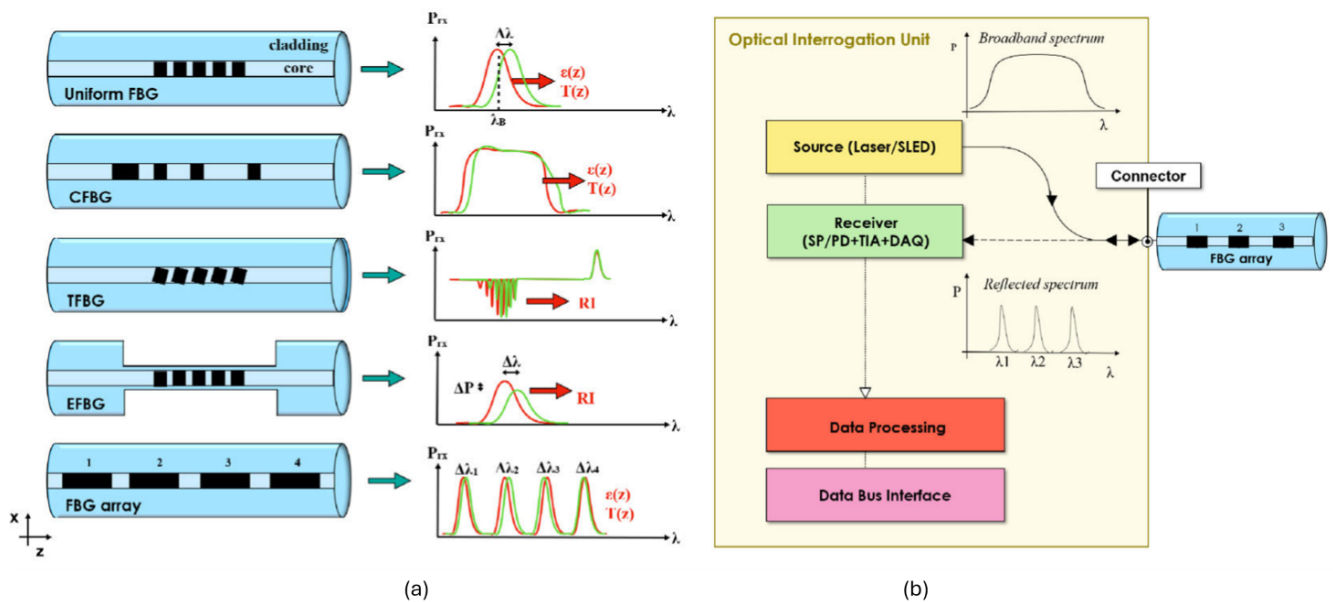 cladding
core
Uniform FBG
Prx
Δλ
ε(z)
T(z)
λB
λ
CFBG
Prx
ε(z)
T(z)
λ
TFBG
RI
λ
EFBG
Δλ
ΔP
RI
λ
1 2 3 4
FBG array
Prx
Δλ1 Δλ2 Δλ3 Δλ4
ε(z)
T(z)
λ
x
z
(a)
Optical Interrogation Unit
P
Broadband spectrum
λ
Source (Laser/SLED)
Connector
Receiver
(SP/PD+TIA+DAQ)
1 2 3
FBG array
P
Reflected spectrum
λ1 λ2 λ3
λ
Data Processing
Data Bus Interface
(b)